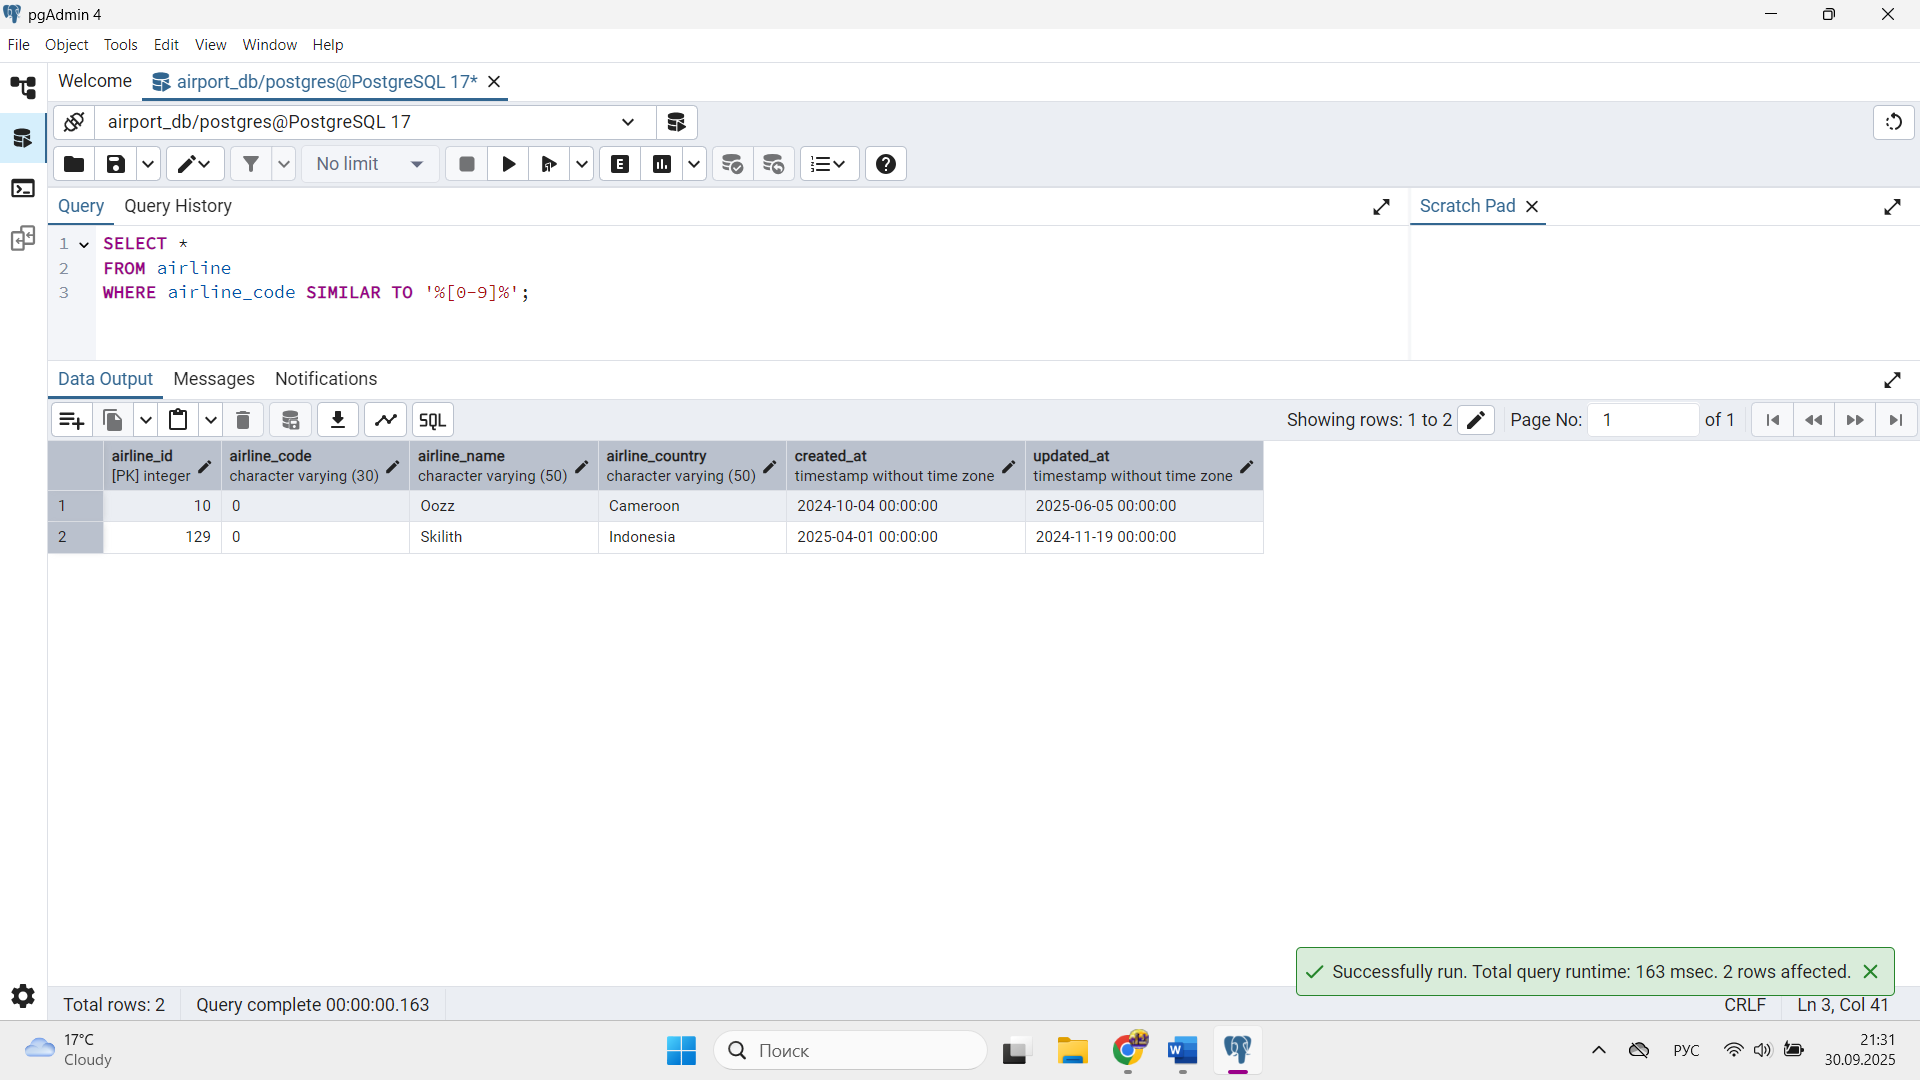 pgAdmin 4
File Object Tools Edit View Window Help
Welcome airport_db/postgres@PostgreSQL 17*
airport_db/postgres@PostgreSQL 17
No limit E
Query Query History Scratch Pad
1 SELECT *
2 FROM airline
3 WHERE airline_code SIMILAR TO '%[0-9]%';
Data Output Messages Notifications
SQL Showing rows: 1 to 2 Page No: 1 of 1
airline_id airline_code airline_name airline_country created_at updated_at
[PK] integer character varying (30) character varying (50) character varying (50) timestamp without time zone timestamp without time zone
1 10 0 Oozz Cameroon 2024-10-04 00:00:00 2025-06-05 00:00:00
2 129 0 Skilith Indonesia 2025-04-01 00:00:00 2024-11-19 00:00:00
Successfully run. Total query runtime: 163 msec. 2 rows affected.
Total rows: 2 Query complete 00:00:00.163 CRLF Ln 3, Col 41
17°C
Cloudy
Поиск
W
РУС
21:31
30.09.2025